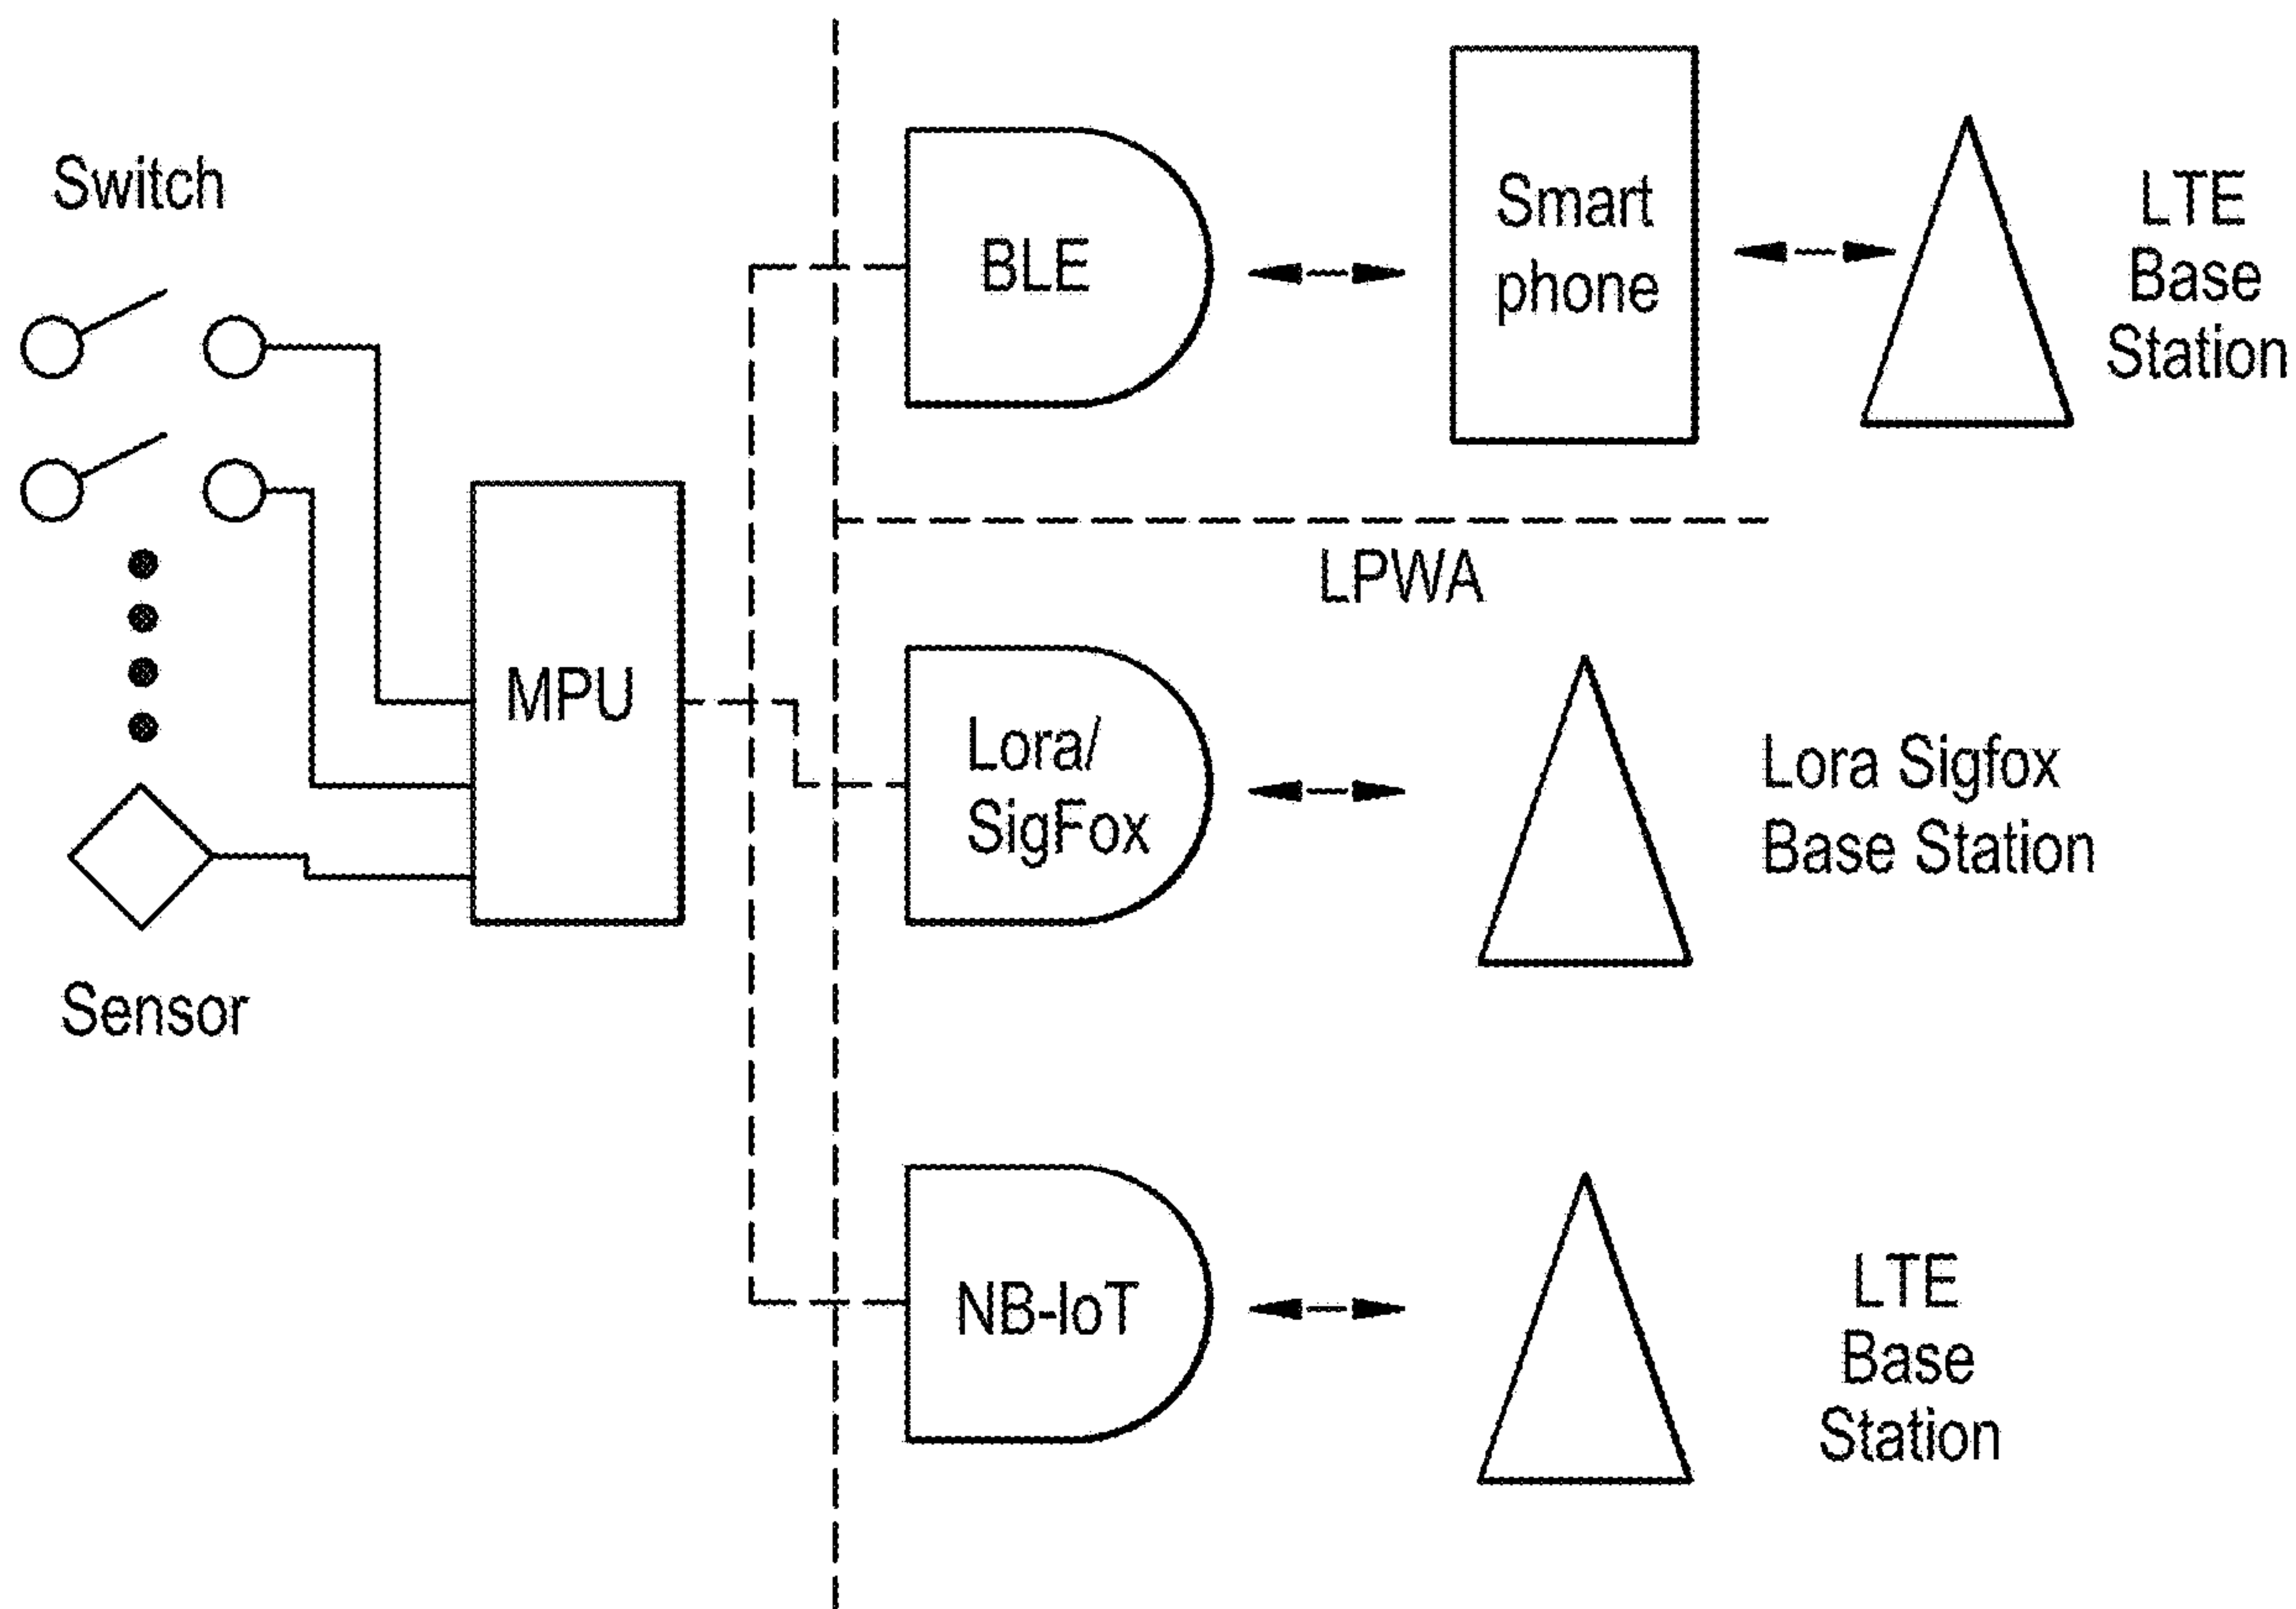 Switch
BLE
Smart
phone
LTE
Base
Station
LPWA
MPU
Lora/
SigFox
Lora Sigfox
Base Station
Sensor
NB-IoT
LTE
Base
Station